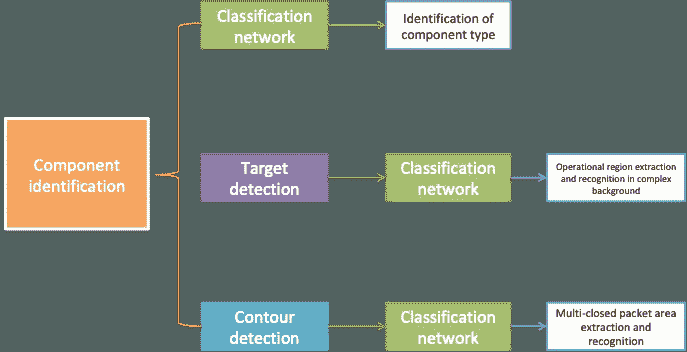 Classification
network
Identification of
component type
Component
identification
Target
detection
Classification
network
Operational region extraction
and recognition in complex
background
Contour
detection
Classification
network
Multi-closed packet area
extraction and
recognition